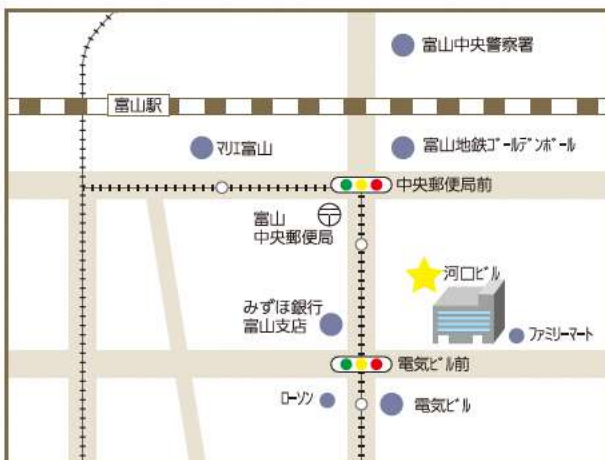 富山中央警察署
富山駅
マリエ富山
富山地鉄ｺﾞｰﾙﾃﾞﾝﾎﾞｰﾙ
中央郵便局前
富山
中央郵便局
河口ﾋﾞﾙ
みずほ銀行
富山支店
ﾌｧﾐﾘｰﾏｰﾄ
電気ﾋﾞﾙ前
ﾛｰｿﾝ
電気ﾋﾞﾙ